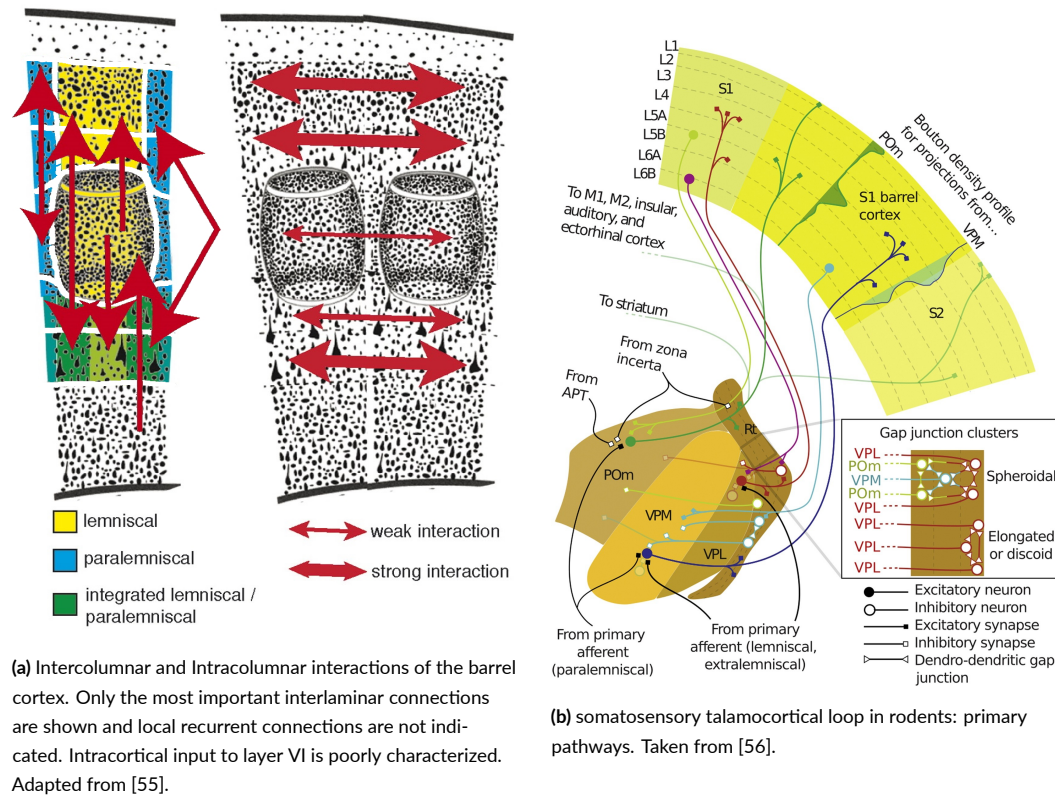 lemniscal
paralemniscal
integrated lemniscal /
paralemniscal
weak interaction
strong interaction
(a) Intercolumnar and Intracolumnar interactions of the barrel
cortex. Only the most important interlaminar connections
are shown and local recurrent connections are not indi-
cated. Intracortical input to layer VI is poorly characterized.
Adapted from [55].
L1
L2
L3
L4
L5A
L5B
L6A
L6B
S1
POm
Bouton density profile
for projections from...
VPM
S1 barrel
cortex
S2
To M1, M2, insular,
auditory, and
ectorhinal cortex
To striatum
From zona
incerta
From
APT
Rt
POm
VPM
VPL
From primary
afferent
(paralemniscal)
From primary
afferent (lemniscal,
extralemniscal)
Gap junction clusters
VPL
POm
VPM
POm
VPL
Spheroidal
VPL
VPL
VPL
Elongated
or discoid
Excitatory neuron
Inhibitory neuron
Excitatory synapse
Inhibitory synapse
Dendro-dendritic gap
junction
(b) somatosensory talamocortical loop in rodents: primary
pathways. Taken from [56].